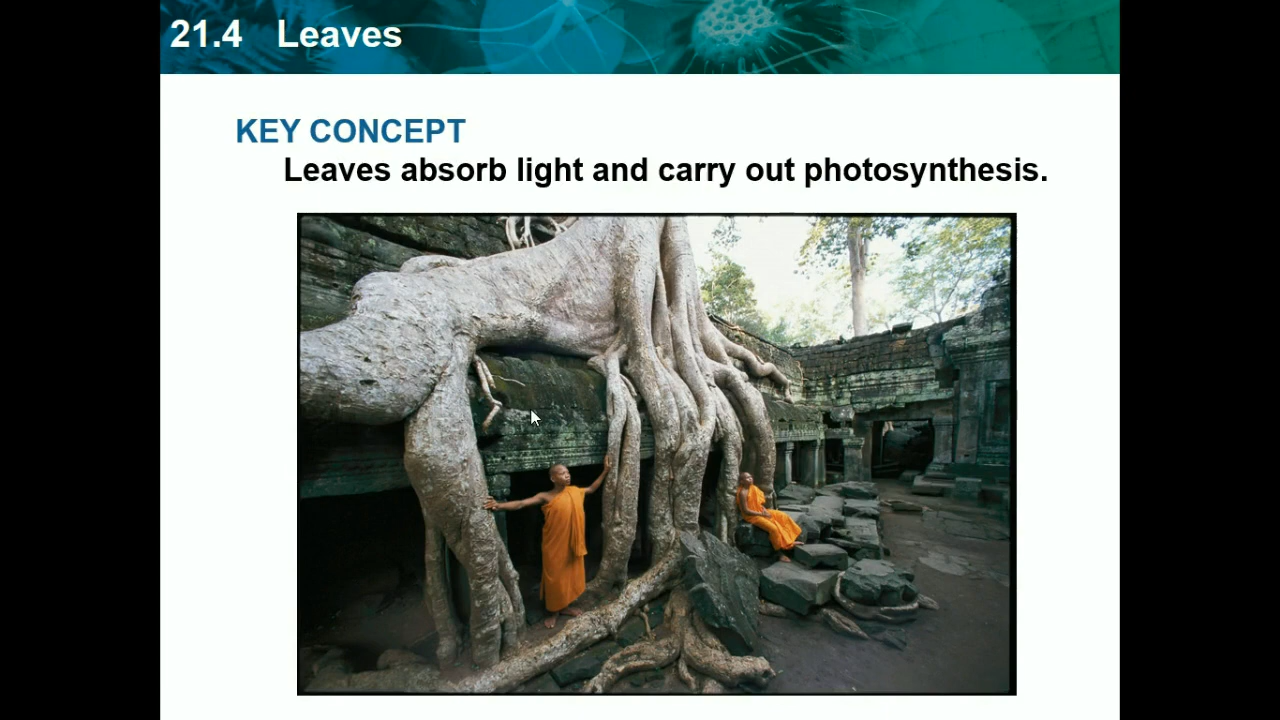 21.4 Leaves
KEY CONCEPT
Leaves absorb light and carry out photosynthesis.